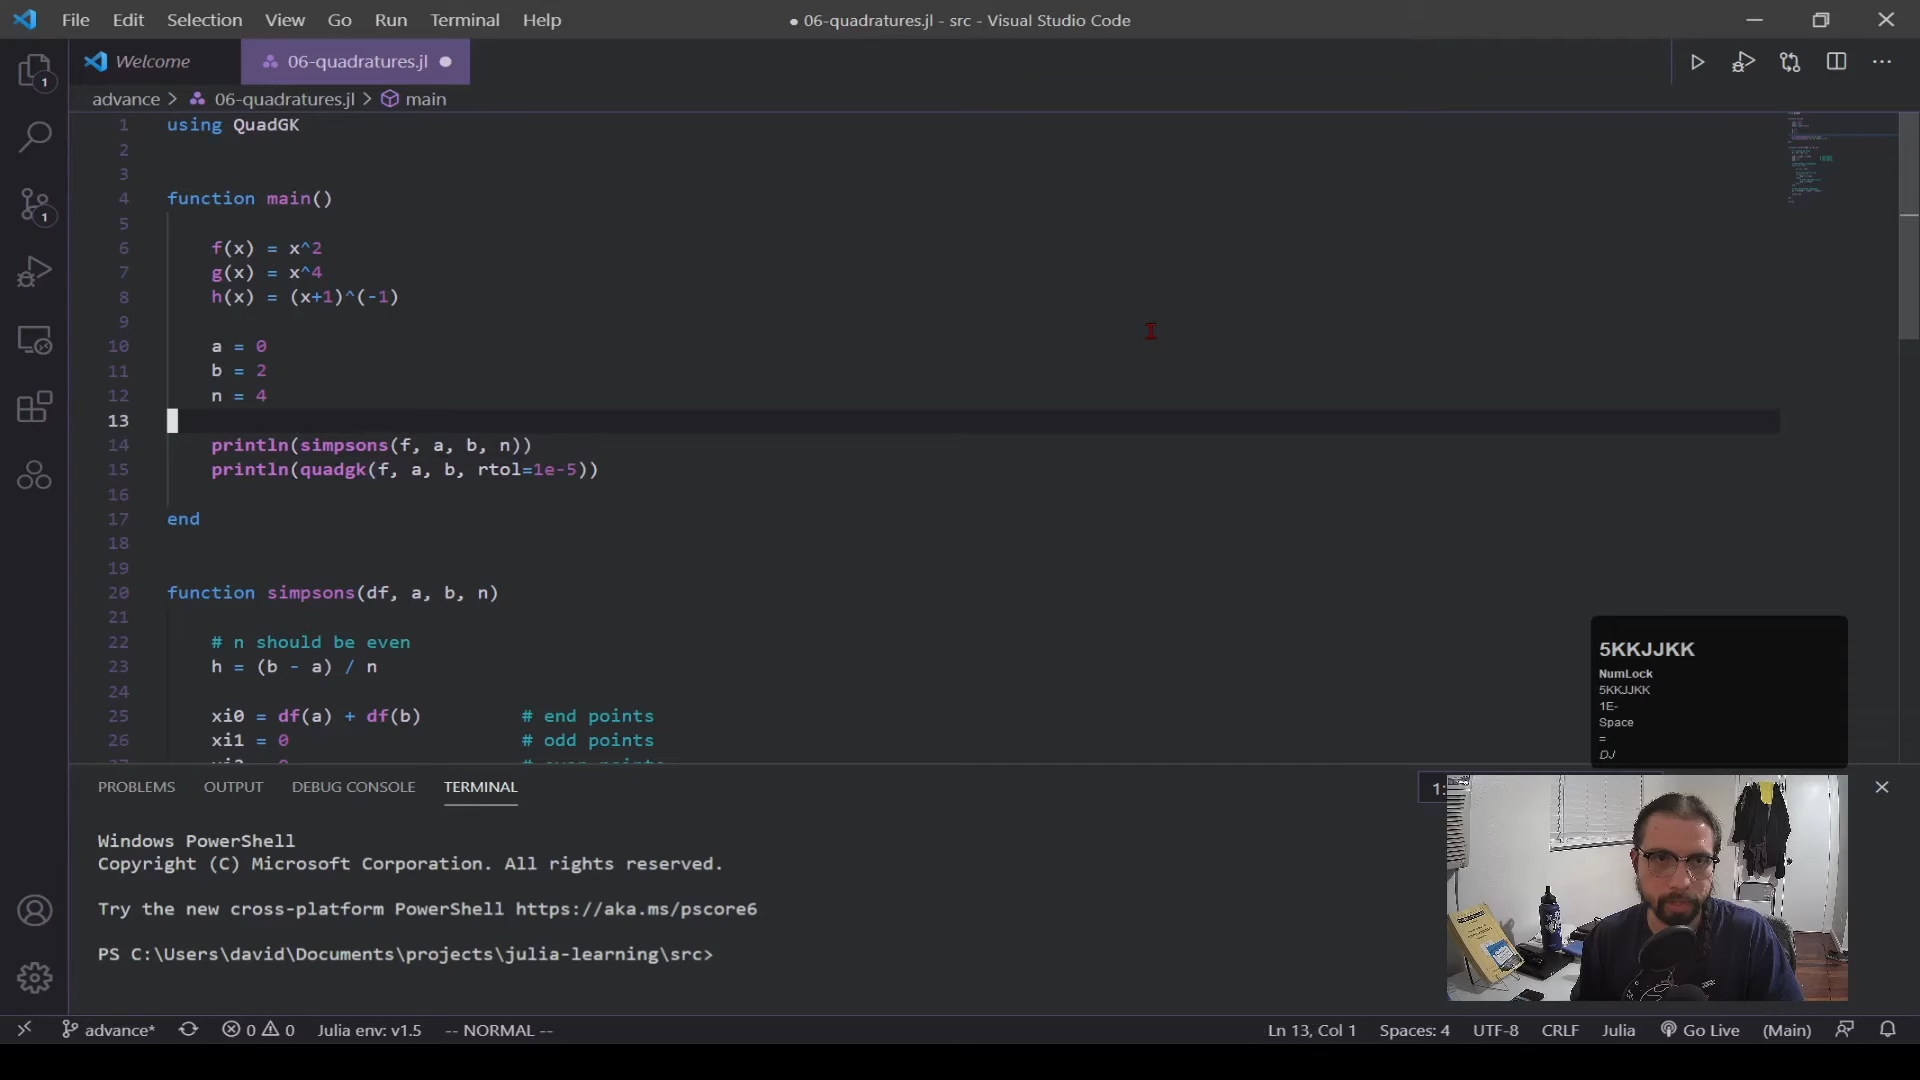 File Edit Selection View Go Run Terminal Help
● 06-quadratures.jl - src - Visual Studio Code
Welcome
06-quadratures.jl
advance > 06-quadratures.jl > main
1 using QuadGK
2
3
4 function main()
5
6 f(x) = x^2
7 g(x) = x^4
8 h(x) = (x+1)^(-1)
9
10 a = 0
11 b = 2
12 n = 4
13
14 println(simpsons(f, a, b, n))
15 println(quadgk(f, a, b, rtol=1e-5))
16
17 end
18
19
20 function simpsons(df, a, b, n)
21
22 # n should be even
23 h = (b - a) / n
24
25 xi0 = df(a) + df(b) # end points
26 xi1 = 0 # odd points
1
1
5KKJJKK
NumLock
5KKJJKK
1E-
Space
=
DJ
PROBLEMS OUTPUT DEBUG CONSOLE TERMINAL
1:
Windows PowerShell
Copyright (C) Microsoft Corporation. All rights reserved.
Try the new cross-platform PowerShell https://aka.ms/pscore6
PS C:\Users\david\Documents\projects\julia-learning\src>
advance* 0 0 Julia env: v1.5 -- NORMAL --
Ln 13, Col 1 Spaces: 4 UTF-8 CRLF Julia Go Live (Main)